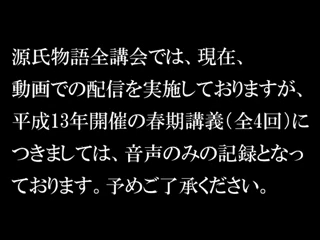 源氏物語全講会では、現在、
動画での配信を実施しておりますが、
平成13年開催の春期講義（全4回）に
つきましては、音声のみの記録となっ
ております。予めご了承ください。